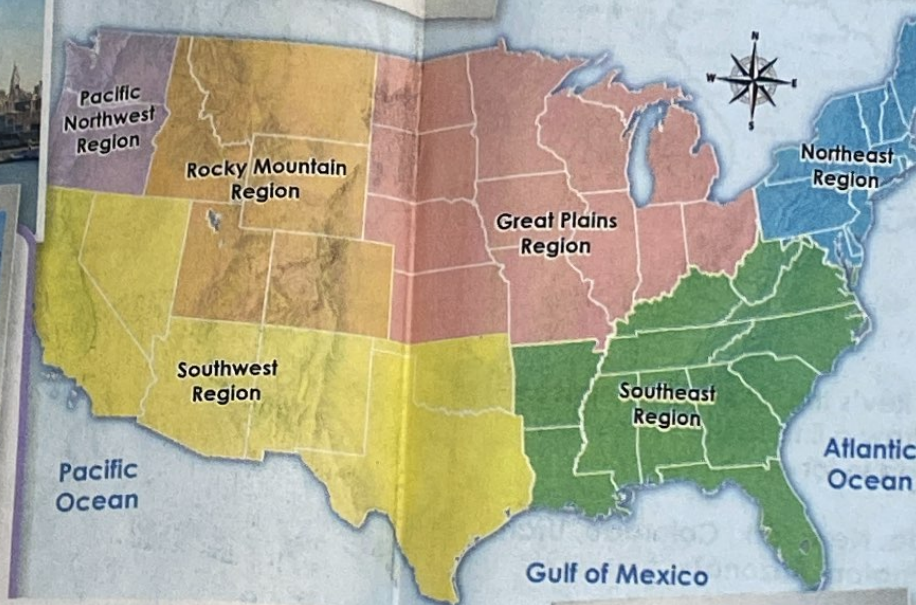 N
W E
S
Pacific
Northwest
Region
Northeast
Region
Rocky Mountain
Region
Great Plains
Region
Southwest
Region
Southeast
Region
Pacific
Ocean
Atlantic
Ocean
Gulf of Mexico